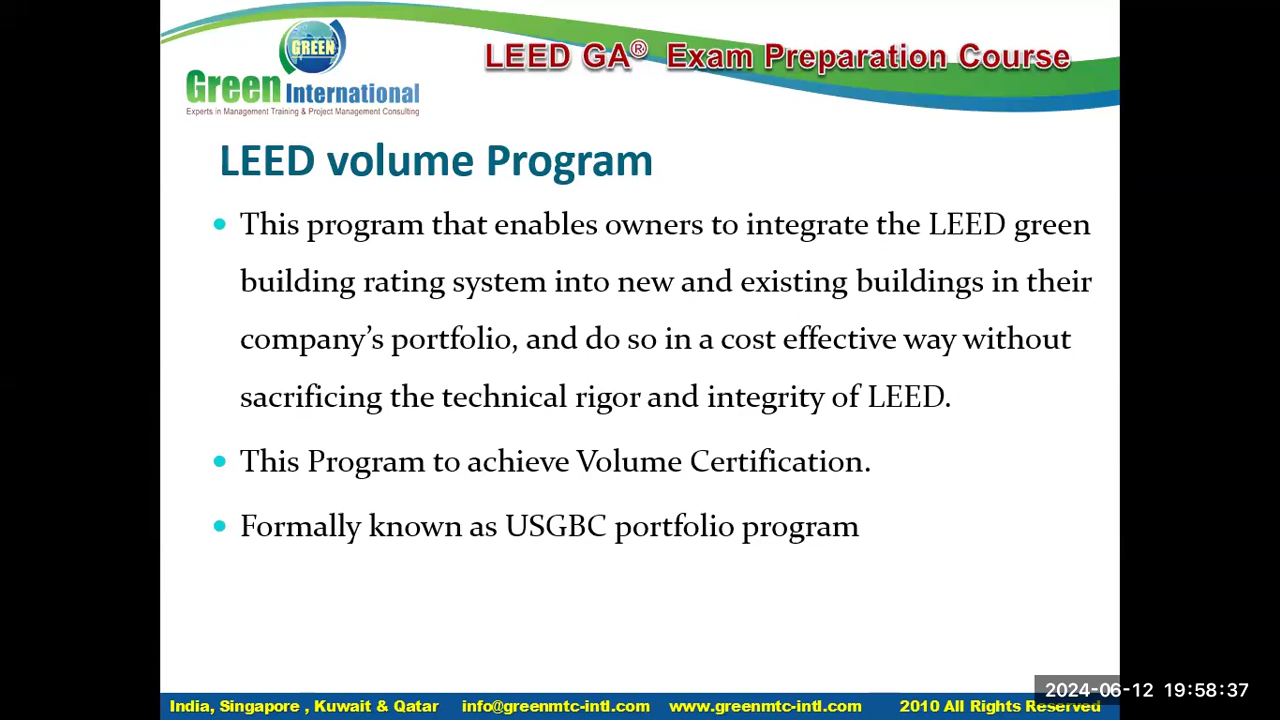 GREEN
Green International
Experts in Management Training & Project Management Consulting
LEED GA® Exam Preparation Course
LEED volume Program
This program that enables owners to integrate the LEED green
building rating system into new and existing buildings in their
company’s portfolio, and do so in a cost effective way without
sacrificing the technical rigor and integrity of LEED.
This Program to achieve Volume Certification.
Formally known as USGBC portfolio program
2024-06-12 19:58:37
India, Singapore , Kuwait & Qatar info@greenmtc-intl.com www.greenmtc-intl.com 2010 All Rights Reserved